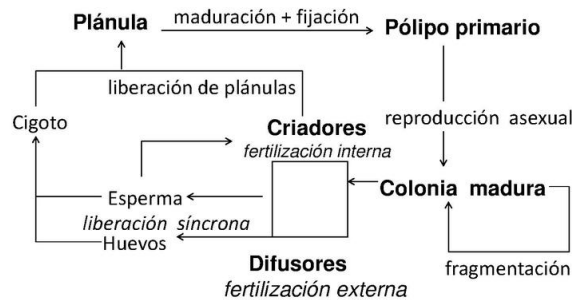 Plánula
maduración + fijación
Pólipo primario
liberación de plánulas
Cigoto
Criadores
fertilización interna
reproducción asexual
Esperma
Colonia madura
liberación síncrona
Huevos
Difusores
fertilización externa
fragmentación